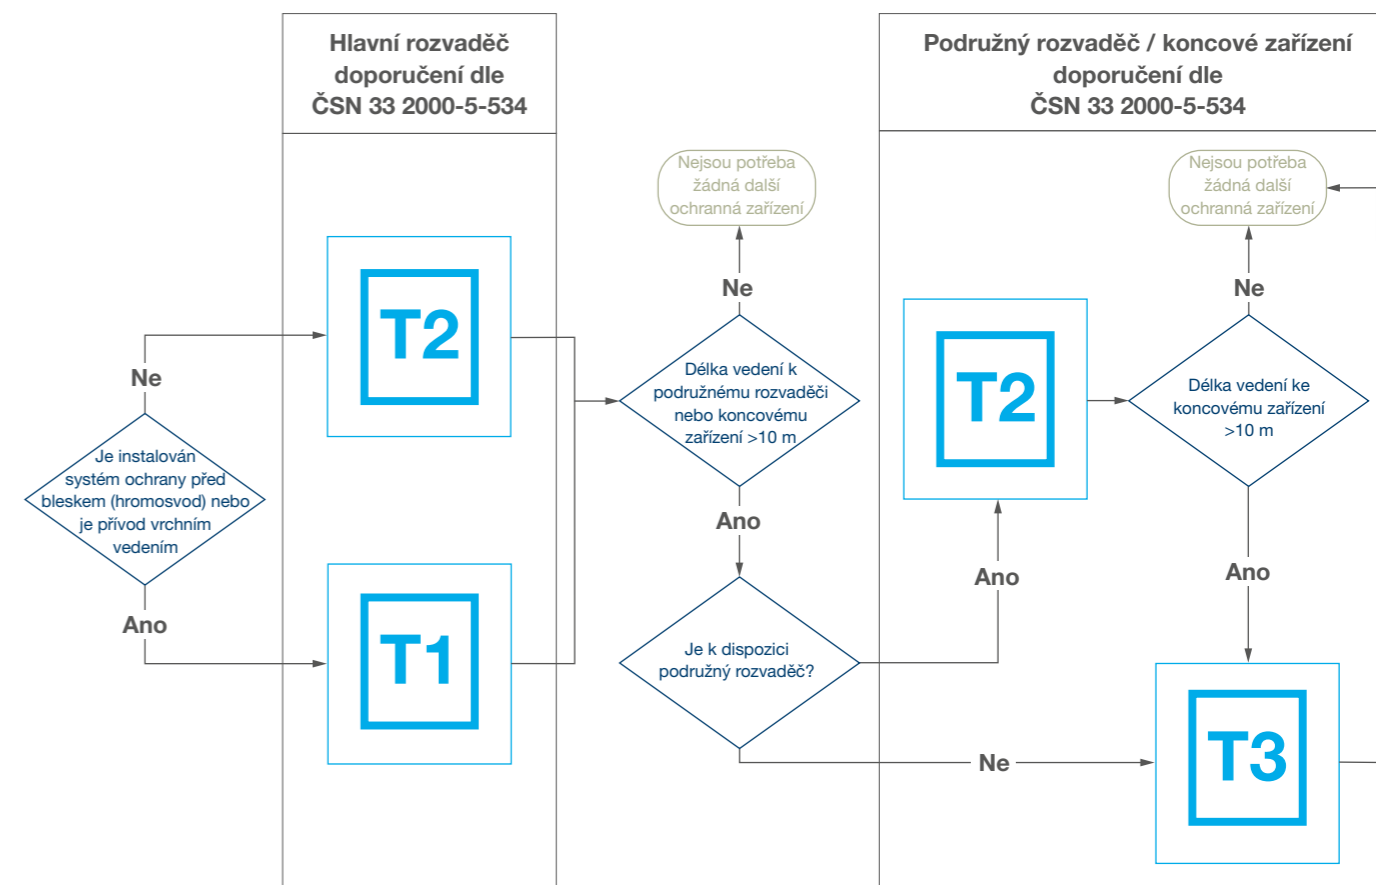 Hlavní rozvaděč
doporučení dle
ČSN 33 2000-5-534
Podružný rozvaděč / koncové zařízení
doporučení dle
ČSN 33 2000-5-534
Nejsou potřeba
žádná další
ochranná zařízení
Nejsou potřeba
žádná další
ochranná zařízení
Ne
Ne
T2
Ne
Délka vedení k
podružnému rozvaděči
nebo koncovému
zařízení >10 m
T2
Délka vedení ke
koncovému zařízení
>10 m
Je instalován
systém ochrany před
bleskem (hromosvod) nebo
je přívod vrchním
vedením
Ano
Ano
Ano
Ano
T1
Je k dispozici
podružný rozvaděč?
Ne
T3